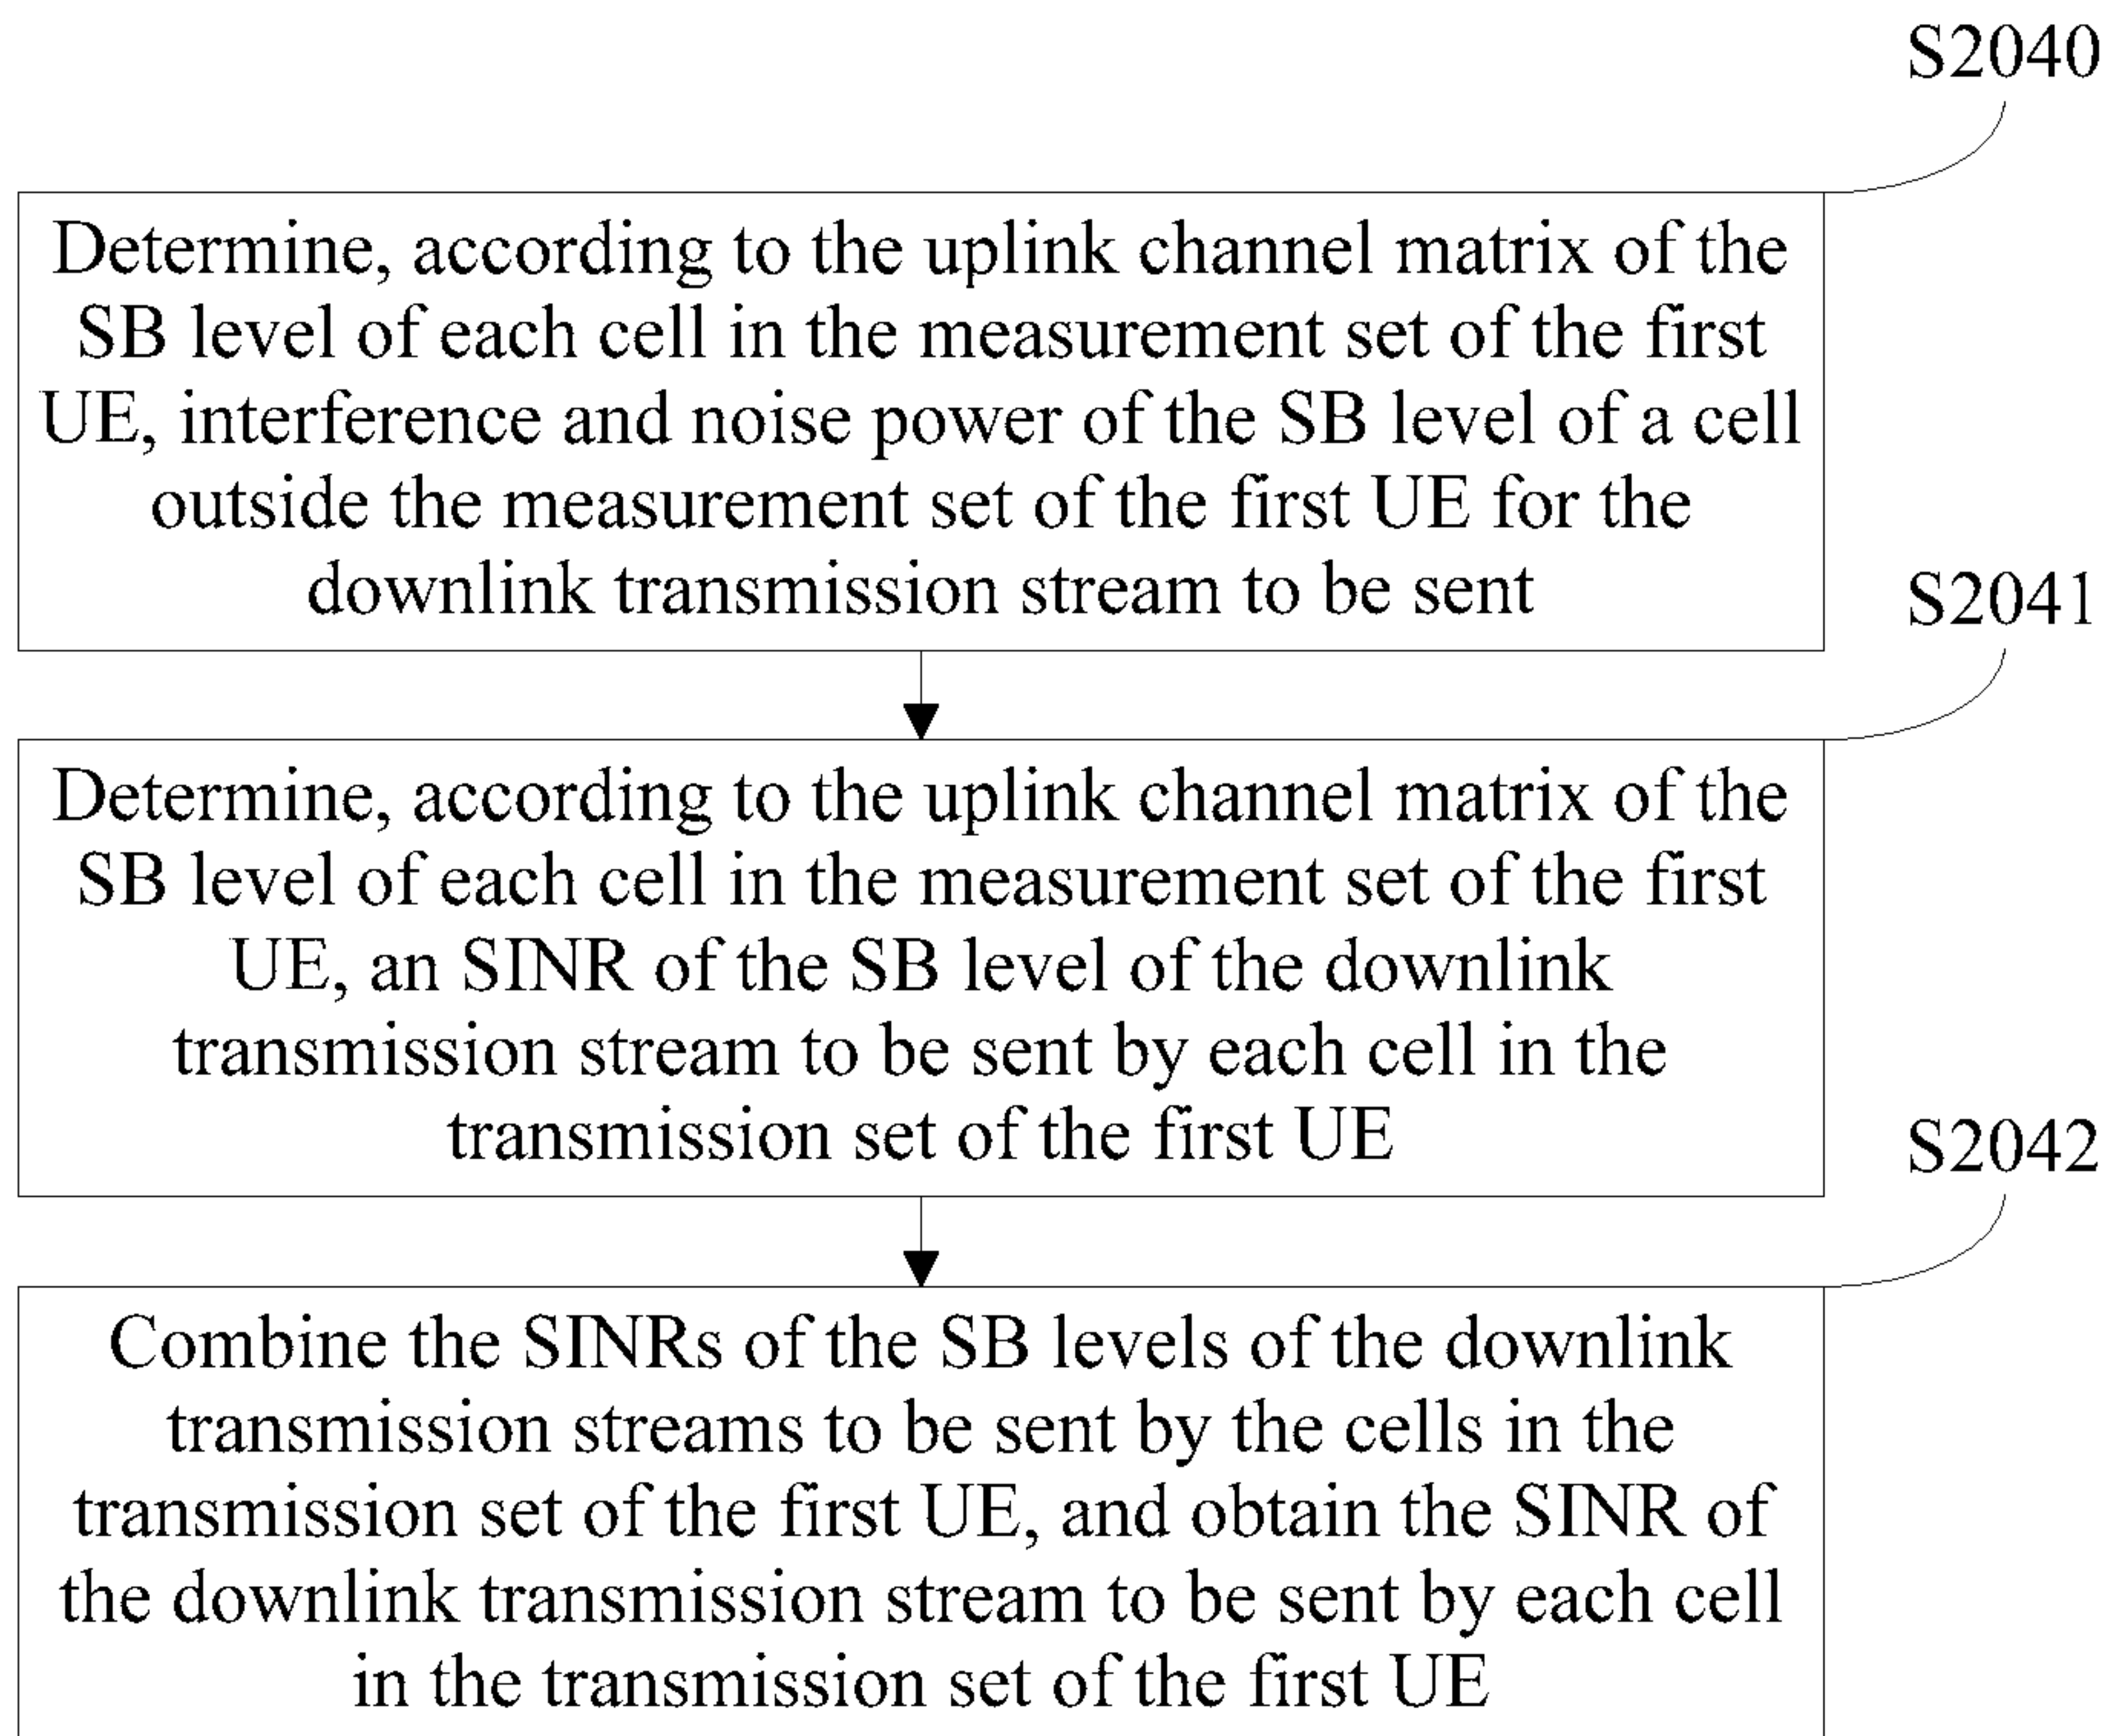 S2040
Determine, according to the uplink channel matrix of the
SB level of each cell in the measurement set of the first
UE, interference and noise power of the SB level of a cell
outside the measurement set of the first UE for the
downlink transmission stream to be sent
S2041
Determine, according to the uplink channel matrix of the
SB level of each cell in the measurement set of the first
UE, an SINR of the SB level of the downlink
transmission stream to be sent by each cell in the
transmission set of the first UE
S2042
Combine the SINRs of the SB levels of the downlink
transmission streams to be sent by the cells in the
transmission set of the first UE, and obtain the SINR of
the downlink transmission stream to be sent by each cell
in the transmission set of the first UE